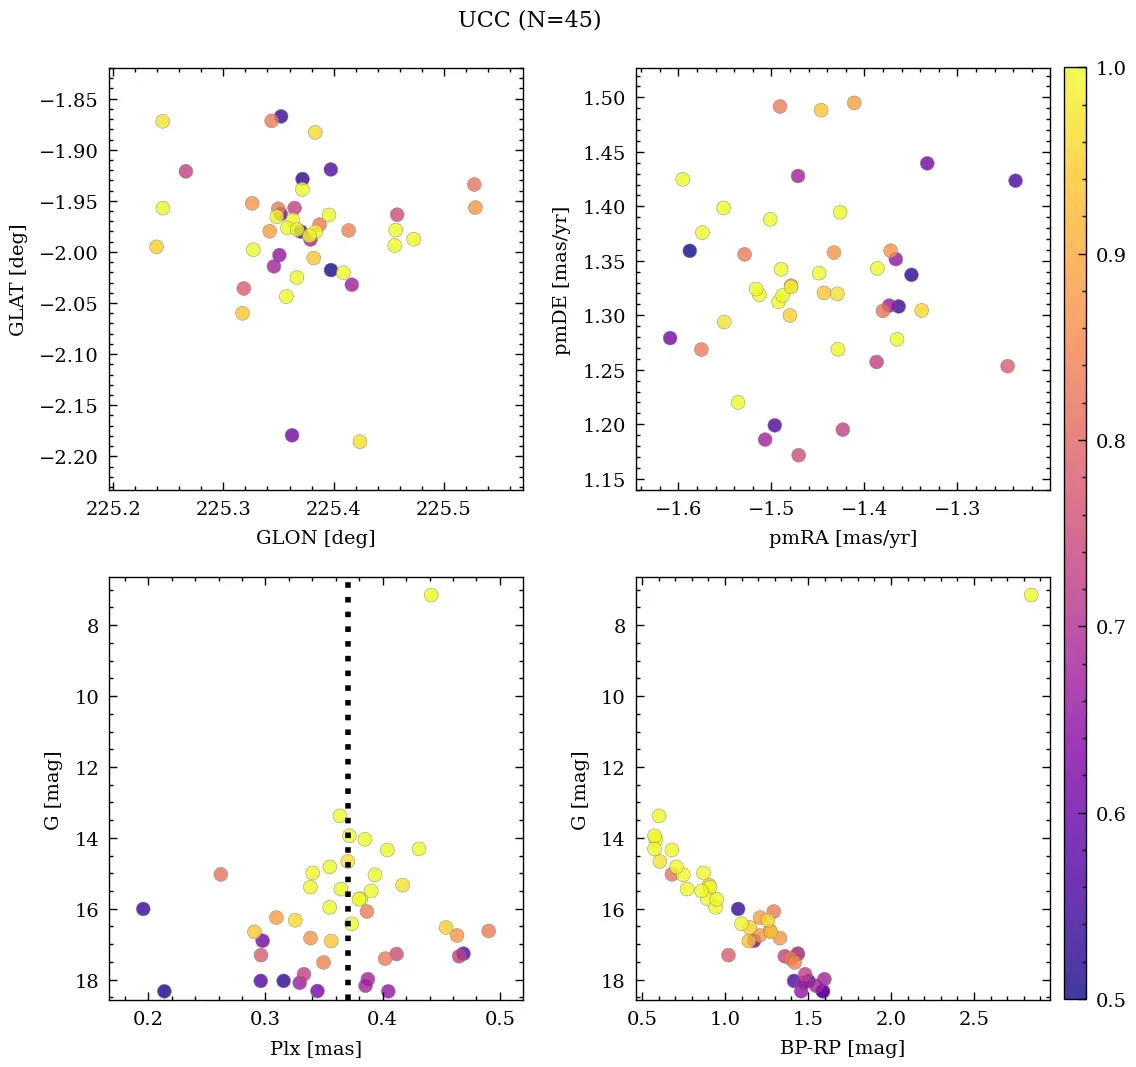 UCC (N=45)
−1.85
−1.90
−1.95
−2.00
−2.05
−2.10
−2.15
−2.20
GLAT [deg]
225.2 225.3 225.4 225.5
GLON [deg]
1.50
1.45
1.40
1.35
1.30
1.25
1.20
1.15
pmDE [mas/yr]
−1.6 −1.5 −1.4 −1.3
pmRA [mas/yr]
8
10
12
14
16
18
G [mag]
0.2 0.3 0.4 0.5
Plx [mas]
8
10
12
14
16
18
G [mag]
0.5 1.0 1.5 2.0 2.5
BP-RP [mag]
1.0
0.9
0.8
0.7
0.6
0.5